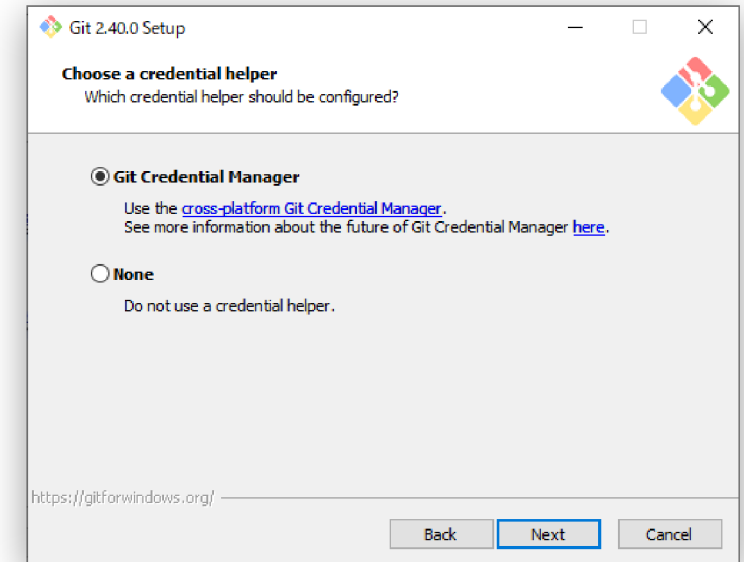 Git 2.40.0 Setup
Choose a credential helper
Which credential helper should be configured?
Git Credential Manager
Use the cross-platform Git Credential Manager.
See more information about the future of Git Credential Manager here.
None
Do not use a credential helper.
https://gitforwindows.org/
Back Next Cancel